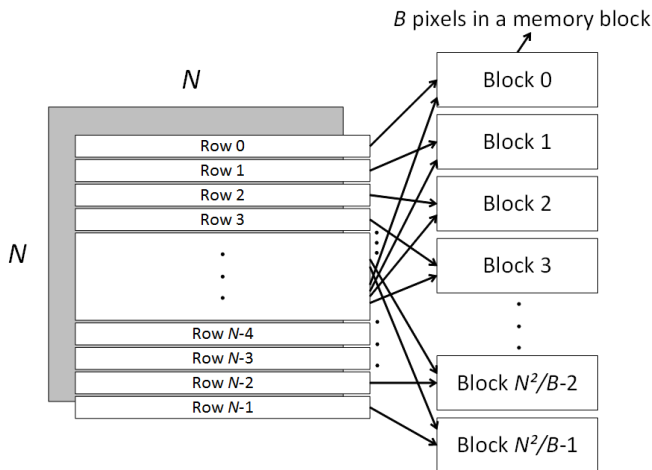 B pixels in a memory block
N
N
Row 0
Row 1
Row 2
Row 3
Row N-4
Row N-3
Row N-2
Row N-1
Block 0
Block 1
Block 2
Block 3
Block N²/B-2
Block N²/B-1